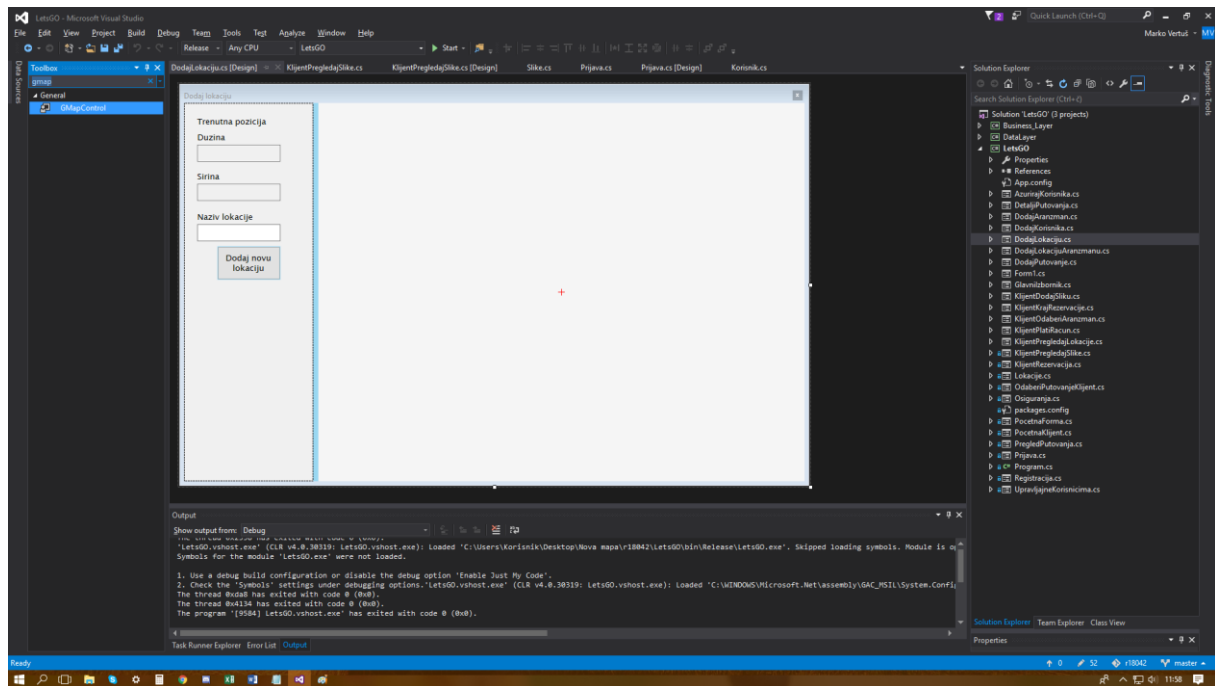 LetsGO - Microsoft Visual Studio
2
Quick Launch (Ctrl+Q)
File Edit View Project Build Debug Team Tools Test Analyze Window Help
Marko Vertuš
MV
Release Any CPU LetsGO Start
Data Sources
Toolbox
gmap
General
GMapControl
DodajLokaciju.cs [Design] KlijentPregledajSlike.cs KlijentPregledajSlike.cs [Design] Slike.cs Prijava.cs Prijava.cs [Design] Korisnik.cs
Dodaj lokaciju
Trenutna pozicija
Duzina
Sirina
Naziv lokacije
Dodaj novu
lokaciju
Solution Explorer
Search Solution Explorer (Ctrl+č)
Solution 'LetsGO' (3 projects)
Business_Layer
DataLayer
LetsGO
Properties
References
App.config
AzurirajKorisnika.cs
DetaljiPutovanja.cs
DodajAranzman.cs
DodajKorisnika.cs
DodajLokaciju.cs
DodajLokacijuAranzmanu.cs
DodajPutovanje.cs
Form1.cs
GlavniIzbornik.cs
KlijentDodajSliku.cs
KlijentKrajRezervacije.cs
KlijentOdaberiAranzman.cs
KlijentPlatiRacun.cs
KlijentPregledajLokacije.cs
KlijentPregledajSlike.cs
KlijentRezervacija.cs
Lokacije.cs
OdaberiPutovanjeKlijent.cs
Osiguranja.cs
packages.config
PocetnaForma.cs
PocetnaKlijent.cs
PregledPutovanja.cs
Prijava.cs
Program.cs
Registracija.cs
UpravljajneKorisnicima.cs
Diagnostic Tools
Output
Show output from: Debug
'LetsGO.vshost.exe' (CLR v4.0.30319: LetsGO.vshost.exe): Loaded 'C:\Users\Korisnik\Desktop\Nova mapa\r18042\LetsGO\bin\Release\LetsGO.exe'. Skipped loading symbols. Module is
Symbols for the module 'LetsGO.exe' were not loaded.
1. Use a debug build configuration or disable the debug option 'Enable Just My Code'.
2. Check the 'Symbols' settings under debugging options.'LetsGO.vshost.exe' (CLR v4.0.30319: LetsGO.vshost.exe): Loaded 'C:\WINDOWS\Microsoft.Net\assembly\GAC_MSIL\System.Config
The thread 0xda8 has exited with code 0 (0x0).
The thread 0x4134 has exited with code 0 (0x0).
The program '[9584] LetsGO.vshost.exe' has exited with code 0 (0x0).
Task Runner Explorer Error List Output
Solution Explorer Team Explorer Class View
Properties
Ready
0 52 r18042 master
11:58